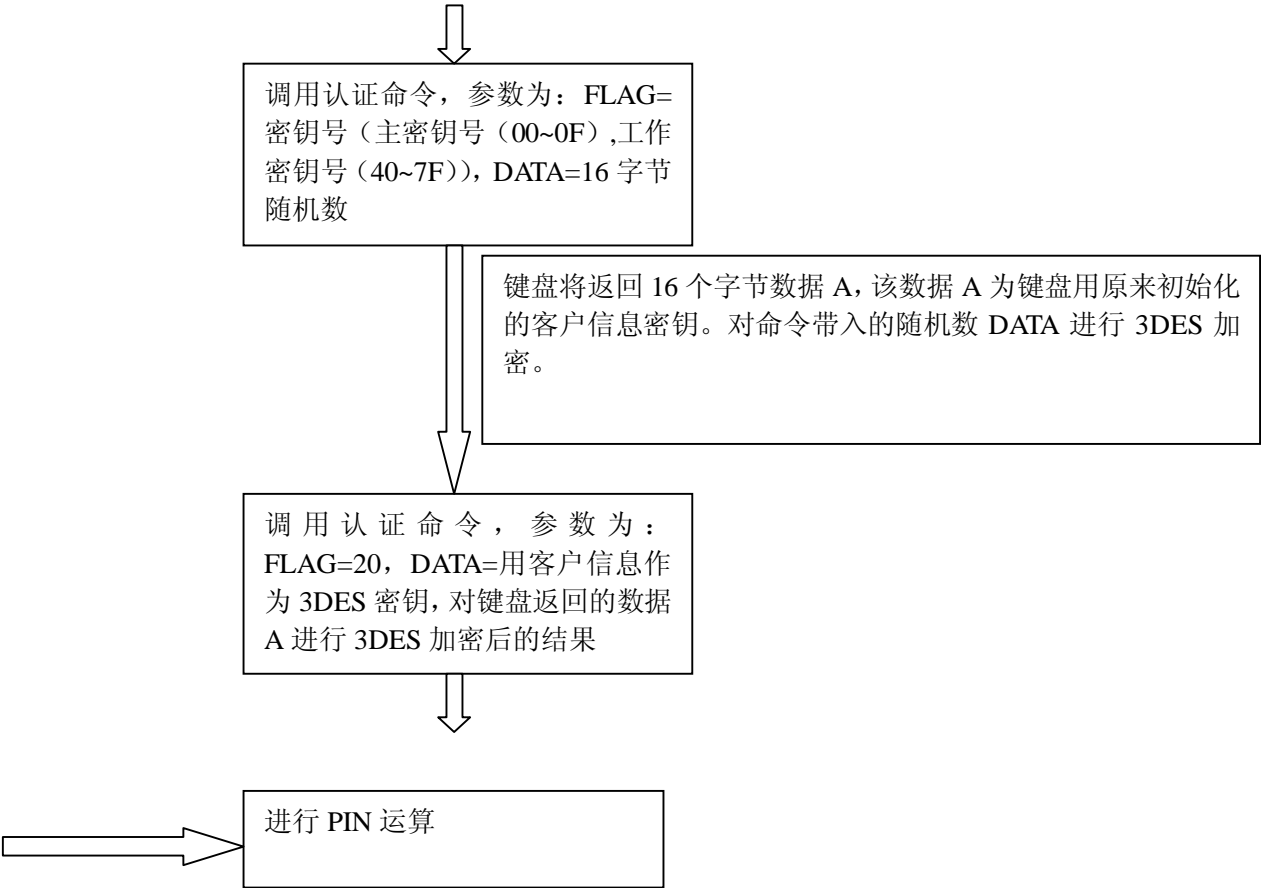 调用认证命令，参数为：FLAG=
密钥号（主密钥号（00~0F）,工作
密钥号（40~7F）），DATA=16 字节
随机数
键盘将返回 16 个字节数据 A，该数据 A 为键盘用原来初始化
的客户信息密钥。对命令带入的随机数 DATA 进行 3DES 加
密。
调用认证命令，参数为：
FLAG=20，DATA=用客户信息作
为 3DES 密钥，对键盘返回的数据
A 进行 3DES 加密后的结果
进行 PIN 运算